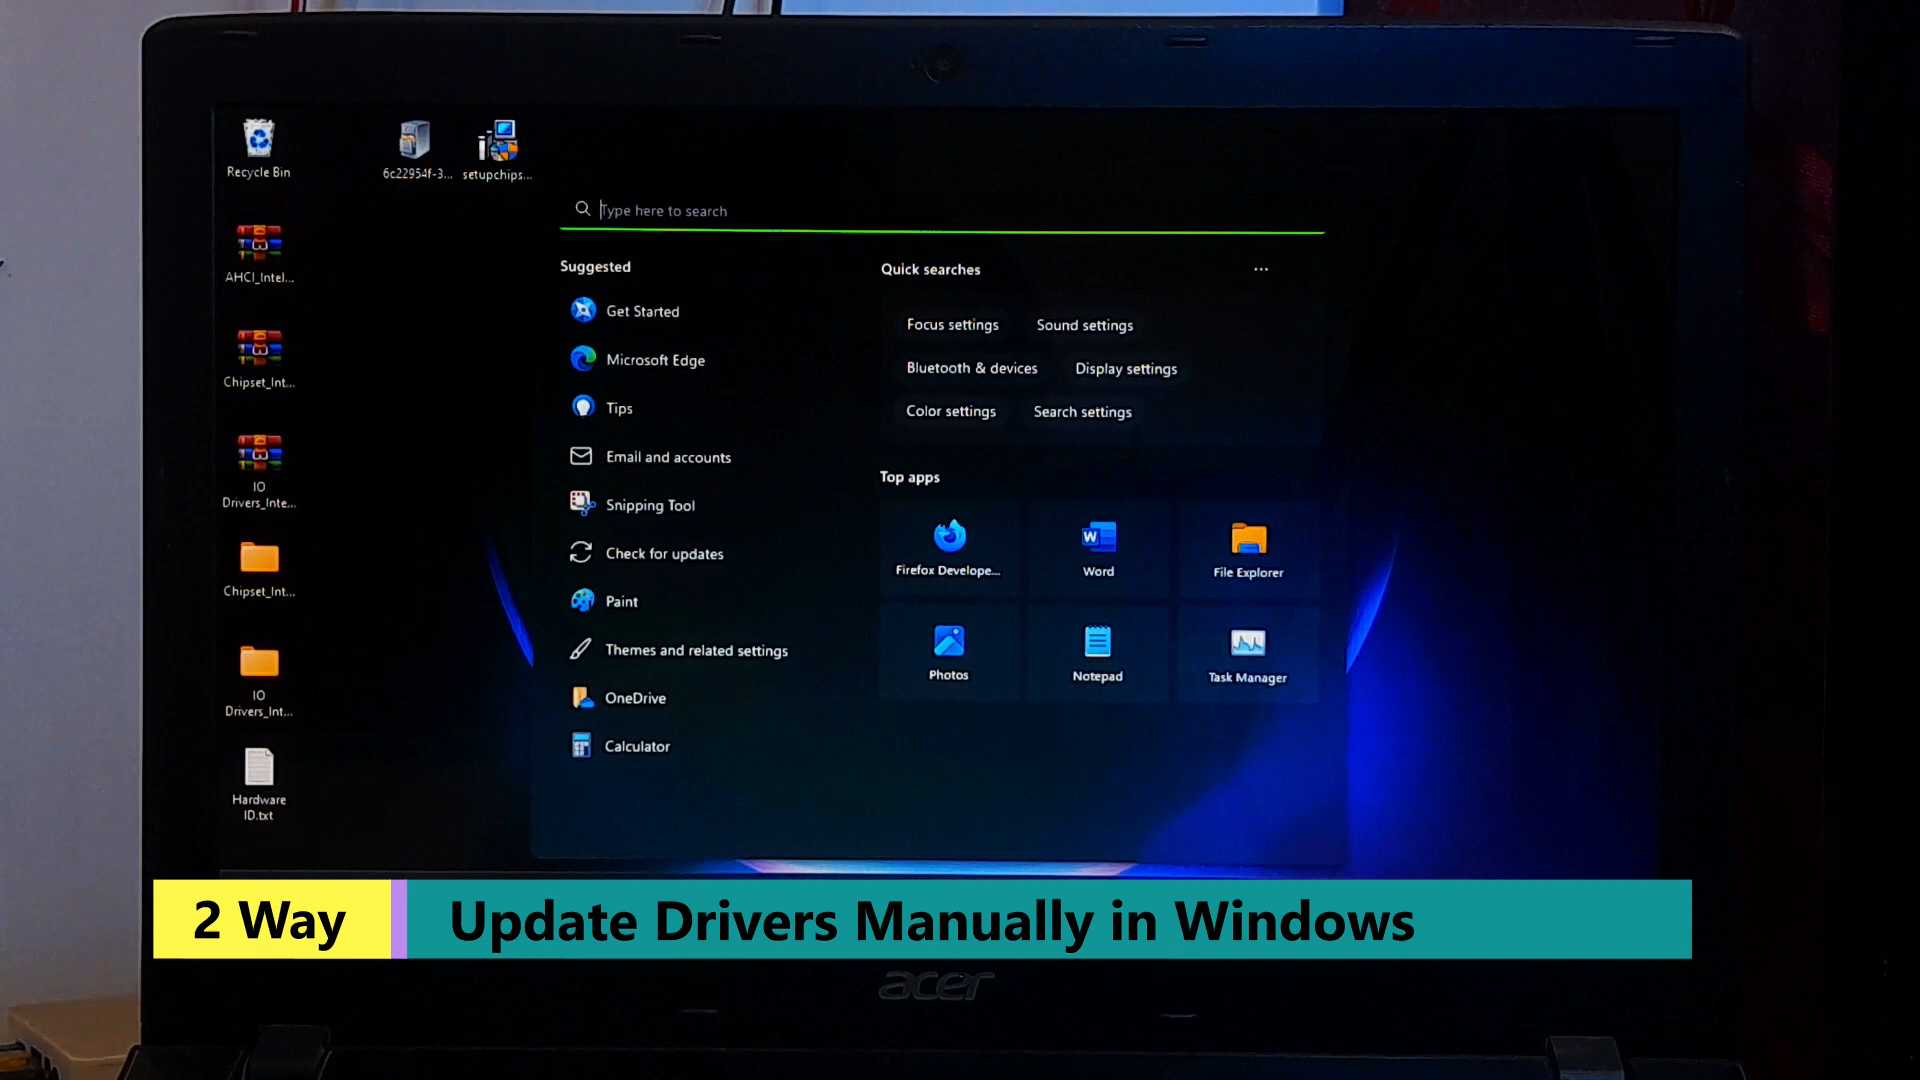 Recycle Bin
6c22954f-3...
setupchips...
AHCI_Intel...
Chipset_Int...
IO
Drivers_Inte...
Chipset_Int...
IO
Drivers_Int...
Hardware
ID.txt
Type here to search
Suggested
Get Started
Microsoft Edge
Tips
Email and accounts
Snipping Tool
Check for updates
Paint
Themes and related settings
OneDrive
Calculator
Quick searches
...
Focus settings
Sound settings
Bluetooth & devices
Display settings
Color settings
Search settings
Top apps
Firefox Develope...
Word
File Explorer
Photos
Notepad
Task Manager
2 Way
Update Drivers Manually in Windows
acer